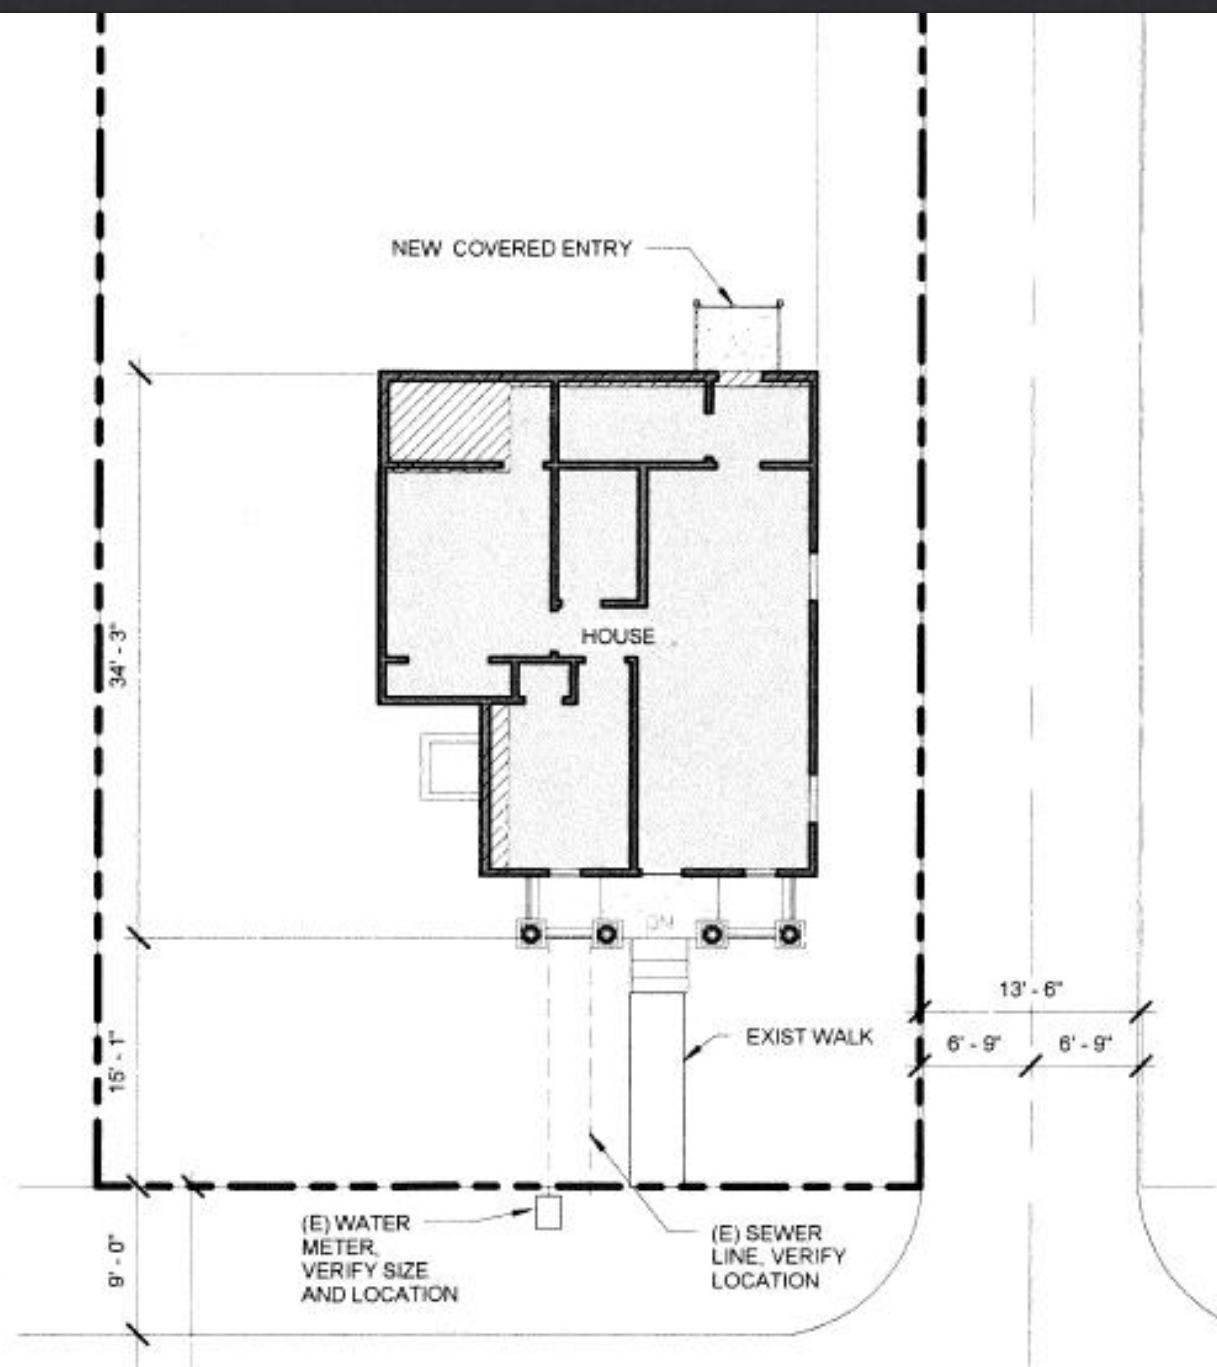 NEW COVERED ENTRY
34' - 3"
HOUSE
DN
13' - 6"
6' - 9"
6' - 9"
EXIST WALK
15' - 1"
(E) WATER
METER,
VERIFY SIZE
AND LOCATION
(E) SEWER
LINE, VERIFY
LOCATION
9' - 0"